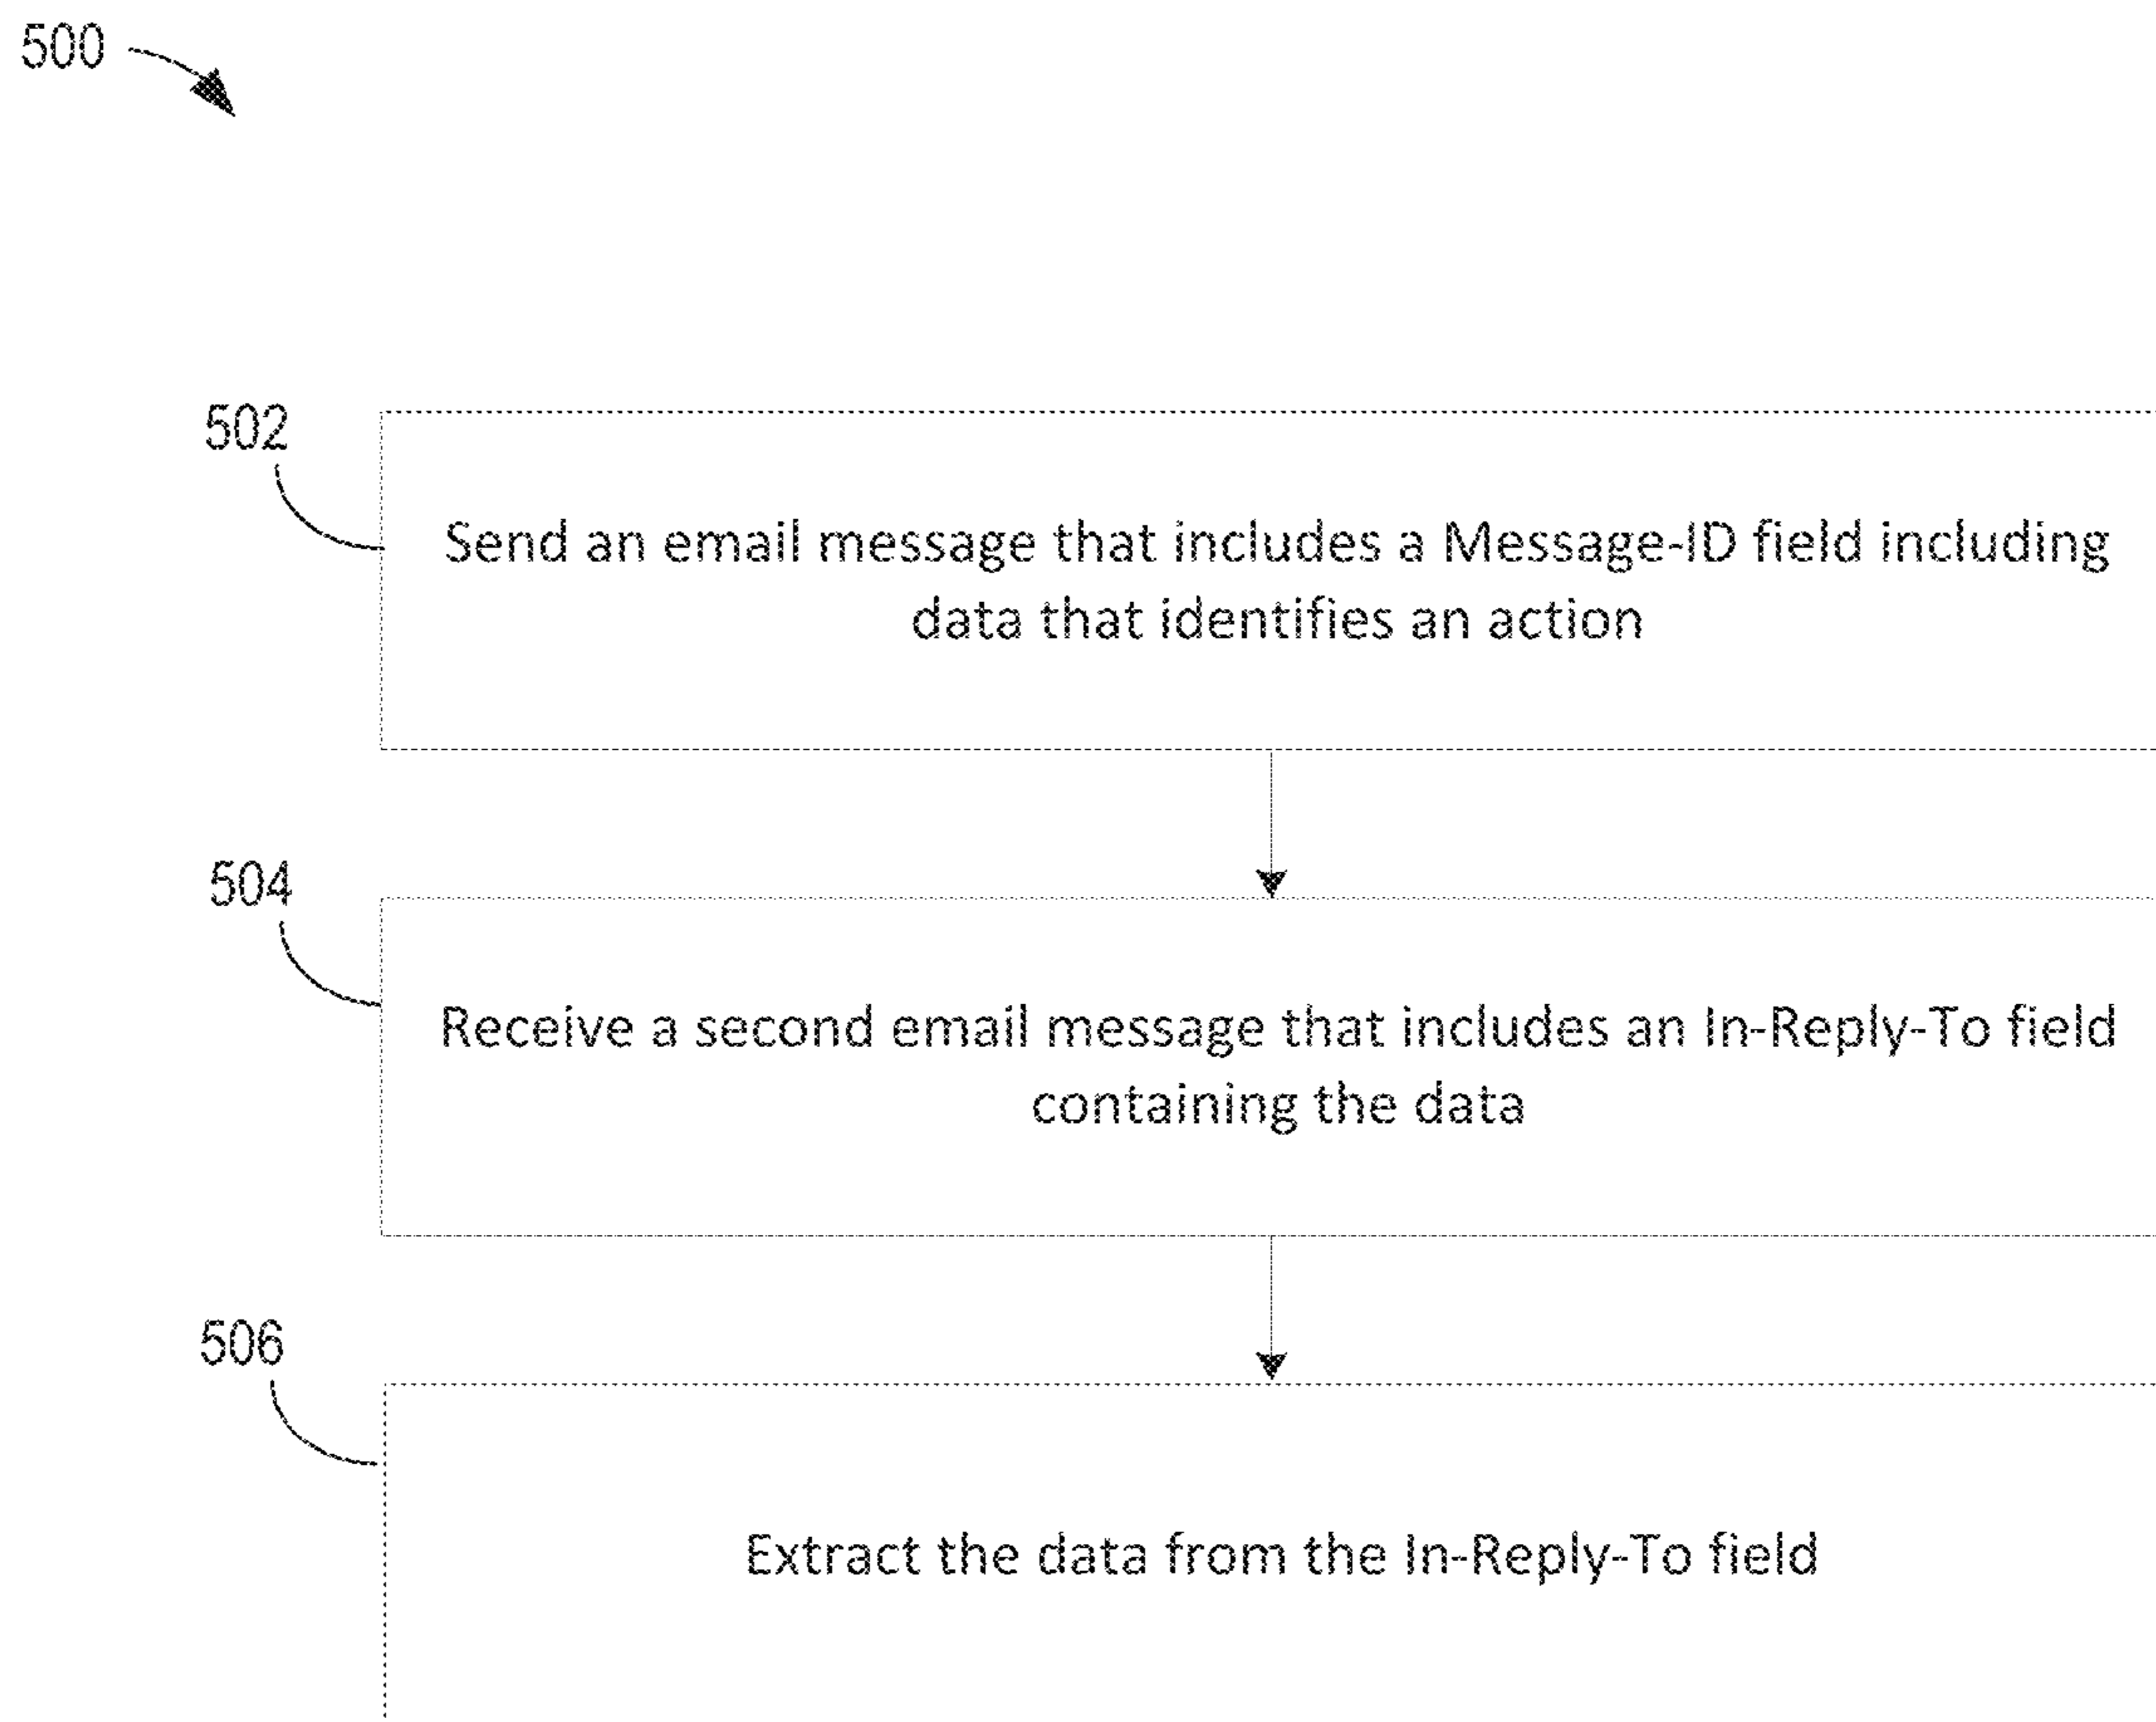 500
502
Send an email message that includes a Message-ID field including
data that identifies an action
504
Receive a second email message that includes an In-Reply-To field
containing the data
506
Extract the data from the In-Reply-To field